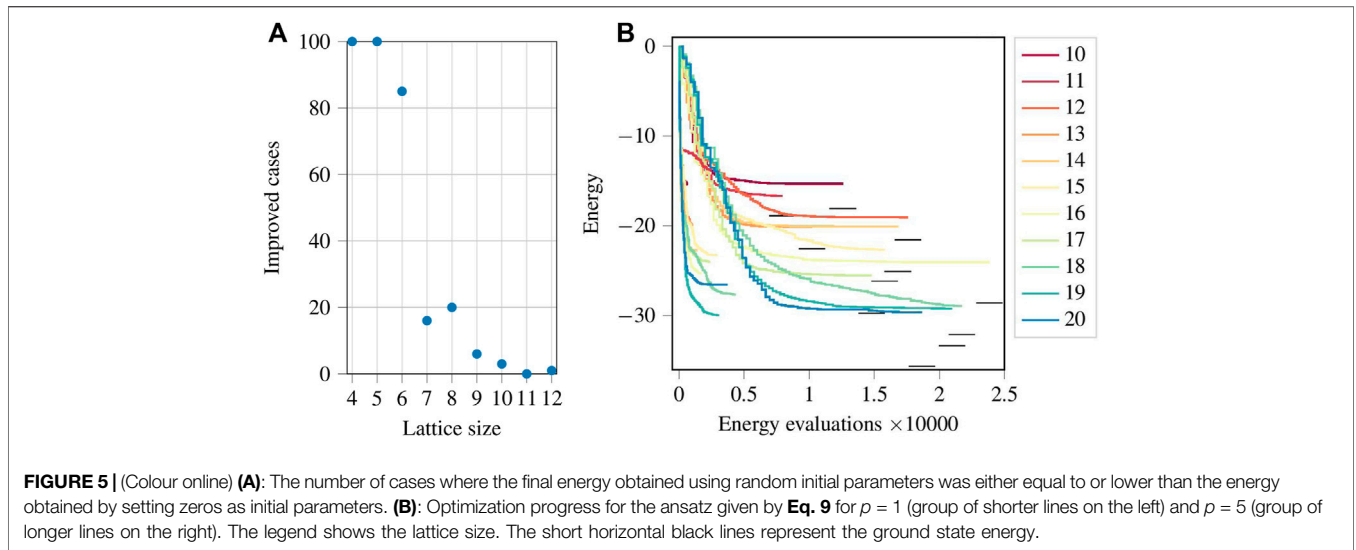 A
100
80
60
40
20
0
Improved cases
4 5 6 7 8 9 10 11 12
Lattice size
B
0
−10
−20
−30
Energy
0 0.5 1 1.5 2 2.5
Energy evaluations ×10000
10
11
12
13
14
15
16
17
18
19
20
FIGURE 5 | (Colour online) (A): The number of cases where the final energy obtained using random initial parameters was either equal to or lower than the energy
obtained by setting zeros as initial parameters. (B): Optimization progress for the ansatz given by Eq. 9 for p = 1 (group of shorter lines on the left) and p = 5 (group of
longer lines on the right). The legend shows the lattice size. The short horizontal black lines represent the ground state energy.